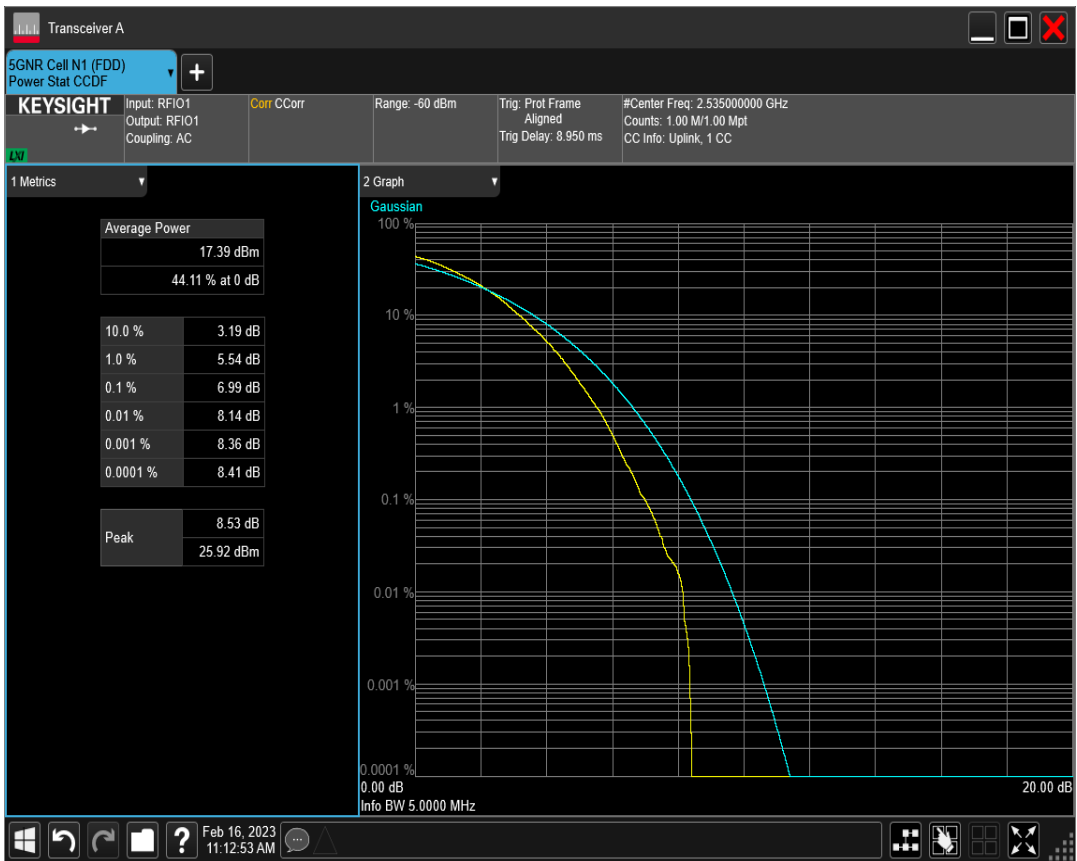 Transceiver A
5GNR Cell N1 (FDD)
Power Stat CCDF
+
KEYSIGHT
LXI
Input: RFIO1
Output: RFIO1
Coupling: AC
Corr CCorr
Range: -60 dBm
Trig: Prot Frame
Aligned
Trig Delay: 8.950 ms
#Center Freq: 2.535000000 GHz
Counts: 1.00 M/1.00 Mpt
CC Info: Uplink, 1 CC
1 Metrics
Average Power
17.39 dBm
44.11 % at 0 dB
10.0 % 3.19 dB
1.0 % 5.54 dB
0.1 % 6.99 dB
0.01 % 8.14 dB
0.001 % 8.36 dB
0.0001 % 8.41 dB
Peak
8.53 dB
25.92 dBm
2 Graph
Gaussian
100 %
10 %
1 %
0.1 %
0.01 %
0.001 %
0.0001 %
0.00 dB 20.00 dB
Info BW 5.0000 MHz
?
Feb 16, 2023
11:12:53 AM